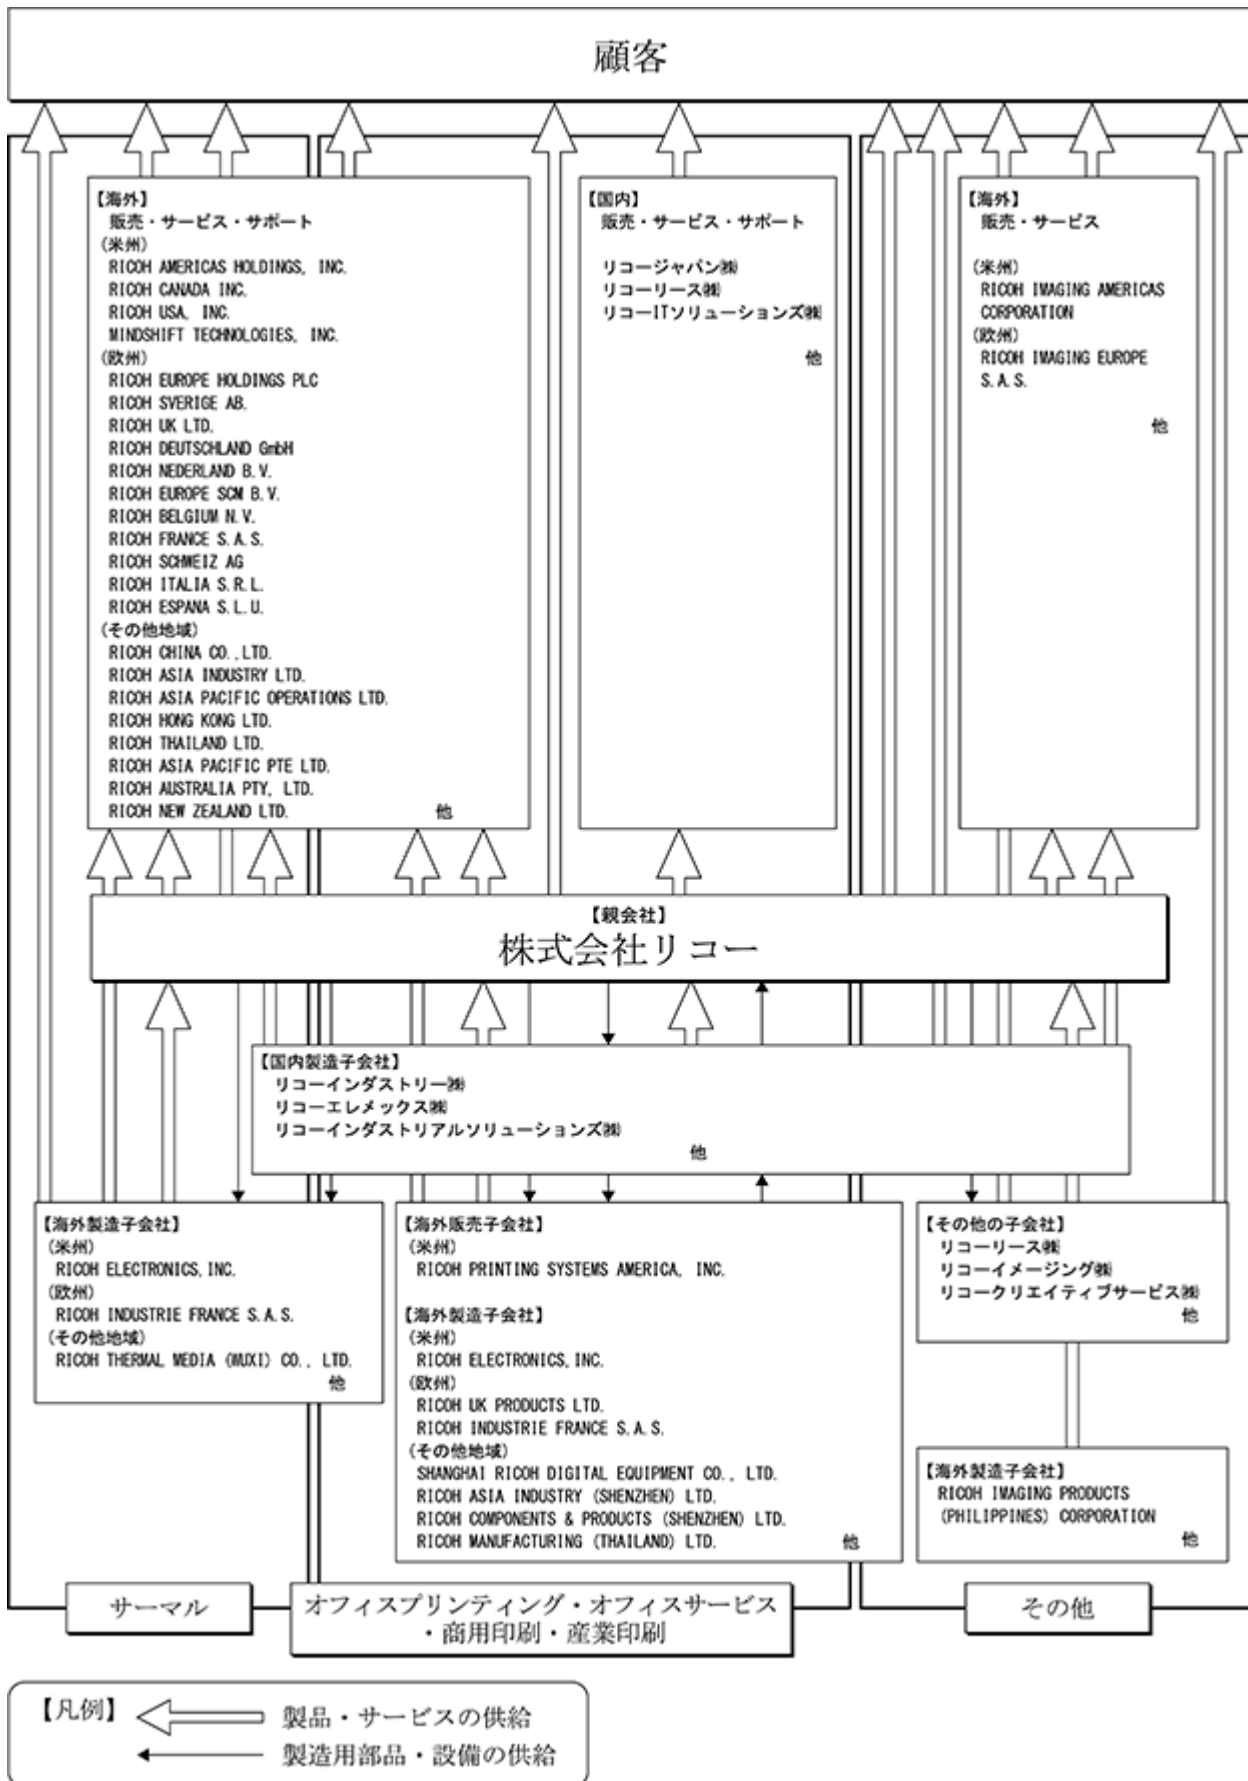 顧客
【海外】
販売・サービス・サポート
(米州)
RICOH AMERICAS HOLDINGS, INC.
RICOH CANADA INC.
RICOH USA, INC.
MINDSHIFT TECHNOLOGIES, INC.
(欧州)
RICOH EUROPE HOLDINGS PLC
RICOH SVERIGE AB.
RICOH UK LTD.
RICOH DEUTSCHLAND GmbH
RICOH NEDERLAND B.V.
RICOH EUROPE SCM B.V.
RICOH BELGIUM N.V.
RICOH FRANCE S.A.S.
RICOH SCHWEIZ AG
RICOH ITALIA S.R.L.
RICOH ESPANA S.L.U.
(その他地域)
RICOH CHINA CO.,LTD.
RICOH ASIA INDUSTRY LTD.
RICOH ASIA PACIFIC OPERATIONS LTD.
RICOH HONG KONG LTD.
RICOH THAILAND LTD.
RICOH ASIA PACIFIC PTE LTD.
RICOH AUSTRALIA PTY, LTD.
RICOH NEW ZEALAND LTD. 他
【国内】
販売・サービス・サポート
リコージャパン㈱
リコーリース㈱
リコーITソリューションズ㈱
他
【海外】
販売・サービス
(米州)
RICOH IMAGING AMERICAS
CORPORATION
(欧州)
RICOH IMAGING EUROPE
S.A.S.
他
【親会社】
株式会社リコー
【国内製造子会社】
リコーインダストリー㈱
リコーエレメックス㈱
リコーインダストリアルソリューションズ㈱
他
【海外製造子会社】
(米州)
RICOH ELECTRONICS,INC.
(欧州)
RICOH INDUSTRIE FRANCE S.A.S.
(その他地域)
RICOH THERMAL MEDIA (WUXI) CO., LTD.
他
【海外販売子会社】
(米州)
RICOH PRINTING SYSTEMS AMERICA, INC.
【海外製造子会社】
(米州)
RICOH ELECTRONICS,INC.
(欧州)
RICOH UK PRODUCTS LTD.
RICOH INDUSTRIE FRANCE S.A.S.
(その他地域)
SHANGHAI RICOH DIGITAL EQUIPMENT CO., LTD.
RICOH ASIA INDUSTRY (SHENZHEN) LTD.
RICOH COMPONENTS & PRODUCTS (SHENZHEN) LTD.
RICOH MANUFACTURING (THAILAND) LTD. 他
【その他の子会社】
リコーリース㈱
リコーイメージング㈱
リコークリエイティブサービス㈱
他
【海外製造子会社】
RICOH IMAGING PRODUCTS
(PHILIPPINES) CORPORATION
他
サーマル
オフィスプリンティング・オフィスサービス
・商用印刷・産業印刷
その他
【凡例】
製品・サービスの供給
製造用部品・設備の供給